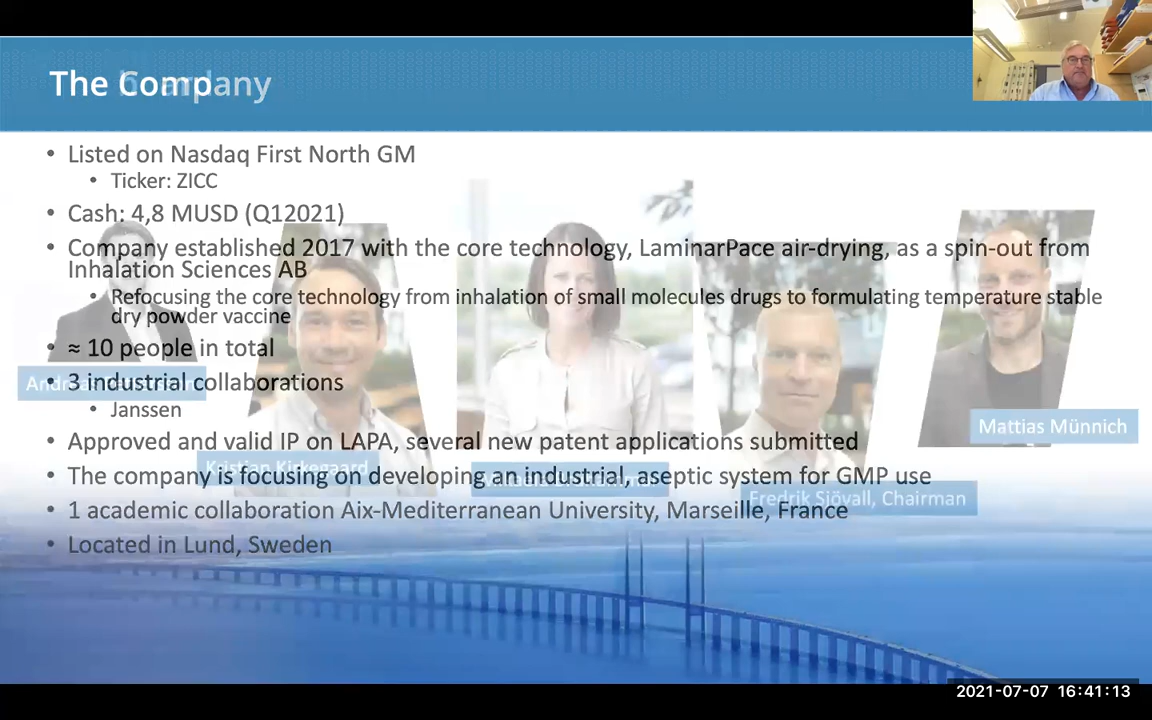 The Company
• Listed on Nasdaq First North GM
• Ticker: ZICC
• Cash: 4,8 MUSD (Q12021)
• Company established 2017 with the core technology, LaminarPace air-drying, as a spin-out from
Inhalation Sciences AB
• Refocusing the core technology from inhalation of small molecules drugs to formulating temperature stable
dry powder vaccine
• ≈ 10 people in total
• 3 industrial collaborations
• Janssen
• Approved and valid IP on LAPA, several new patent applications submitted
• The company is focusing on developing an industrial, aseptic system for GMP use
• 1 academic collaboration Aix-Mediterranean University, Marseille, France
• Located in Lund, Sweden
Mattias Münnich
Kristian Kirkegaard
Fredrik Sjövall, Chairman
2021-07-07 16:41:13